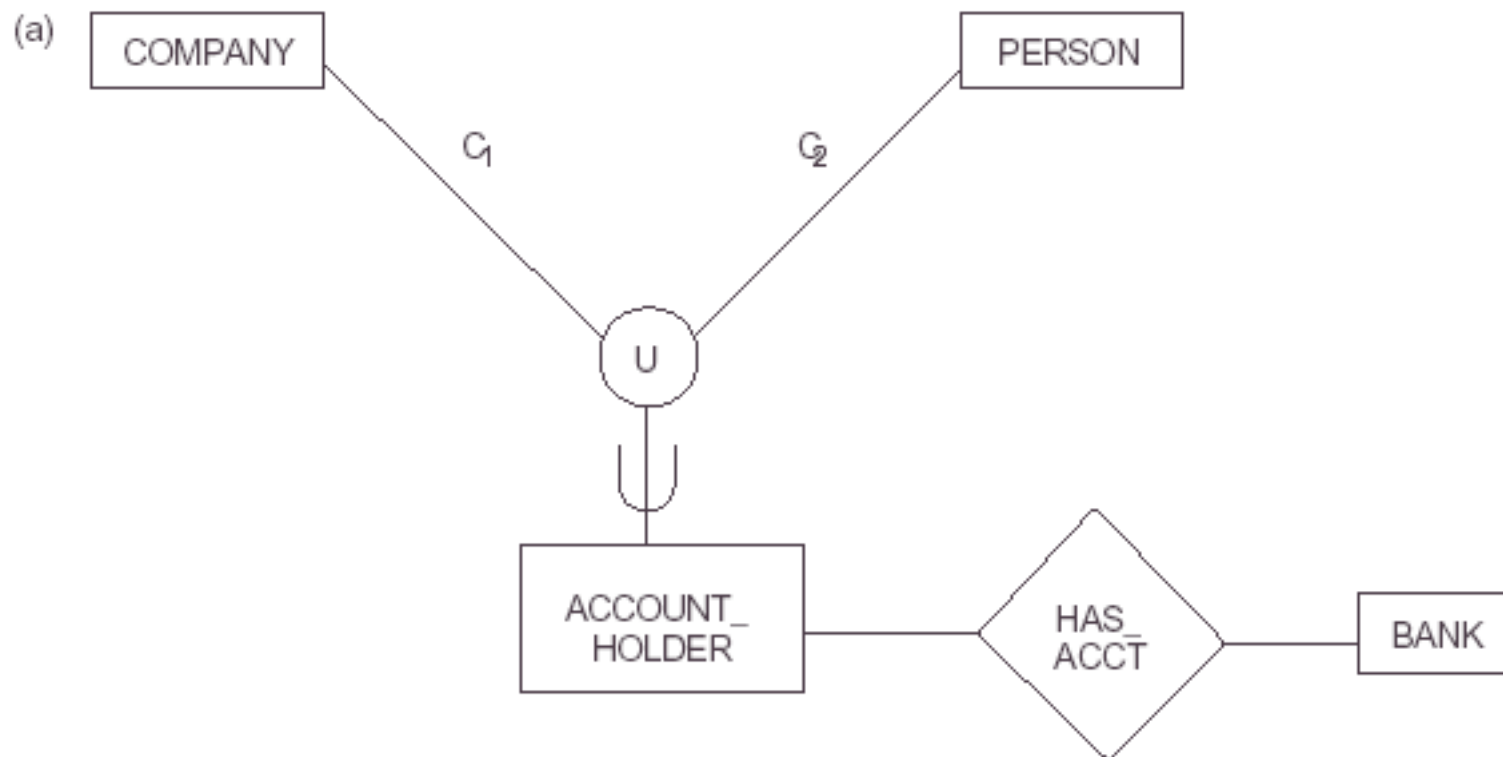 (a)
COMPANY
PERSON
C1
C2
U
ACCOUNT_
HOLDER
HAS_
ACCT
BANK